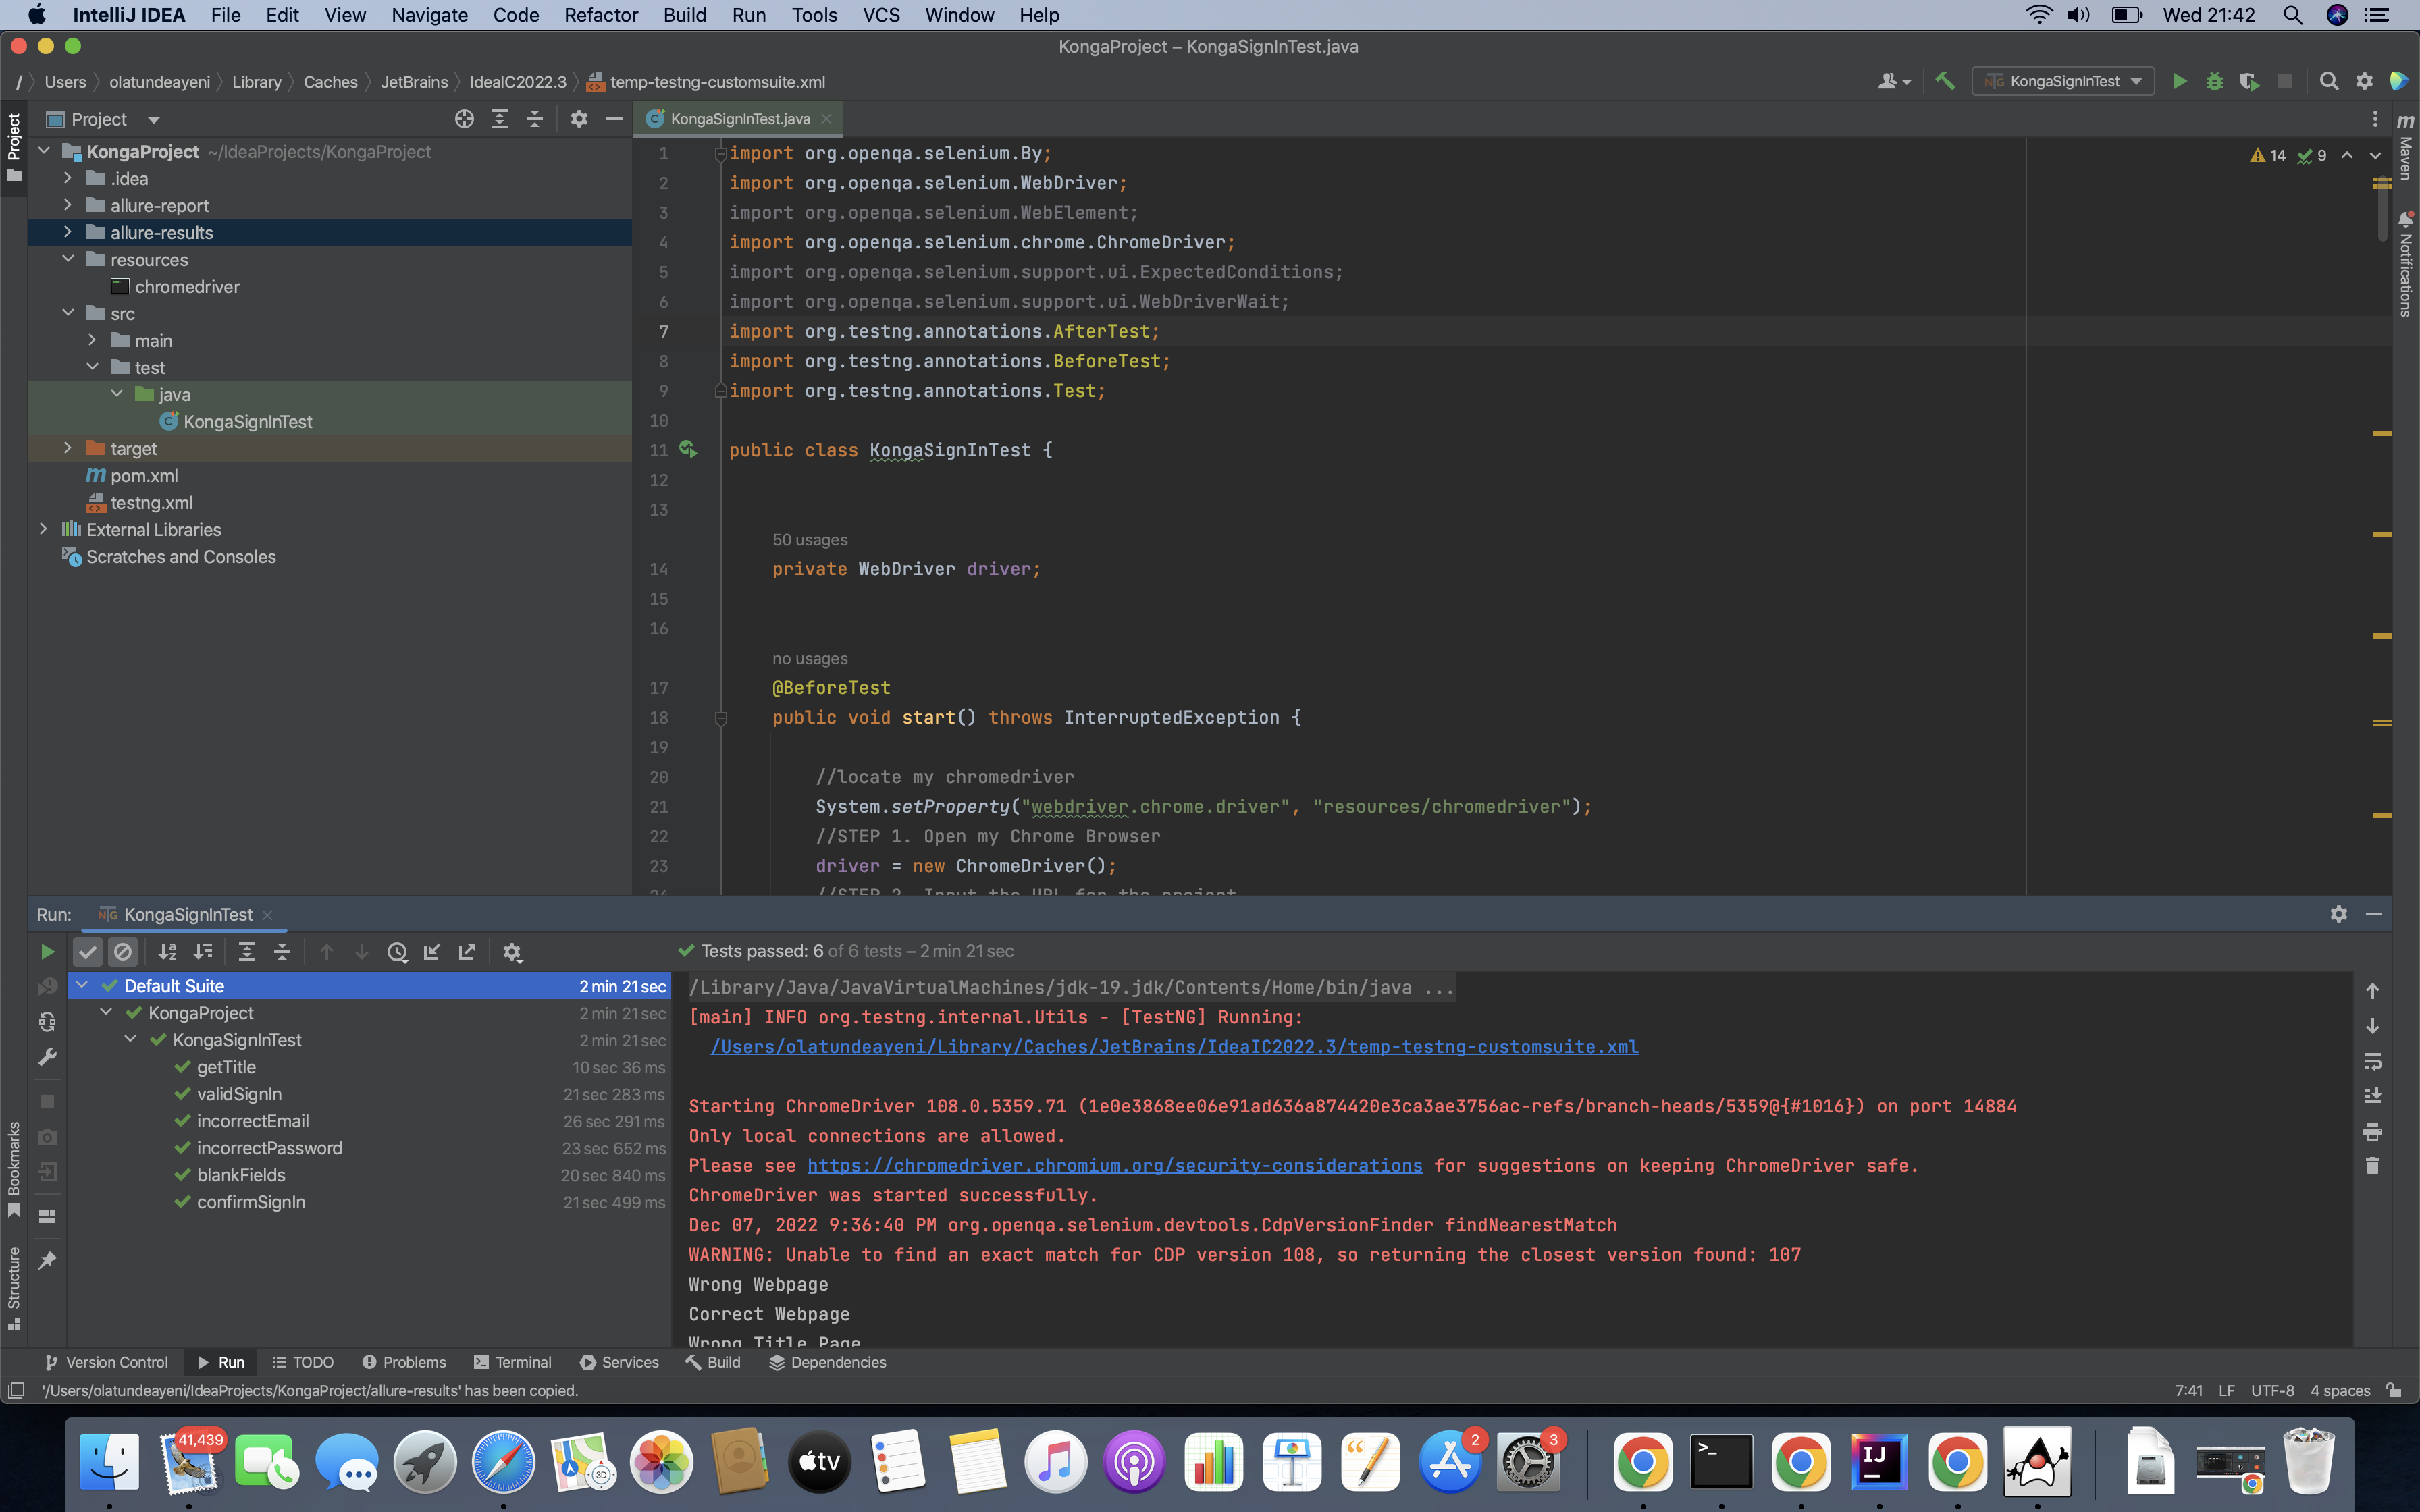 IntelliJ IDEA File Edit View Navigate Code Refactor Build Run Tools VCS Window Help Wed 21:42
KongaProject – KongaSignInTest.java
/ Users olatundeayeni Library Caches JetBrains IdeaIC2022.3 temp-testng-customsuite.xml KongaSignInTest
Project
Project
KongaProject ~/IdeaProjects/KongaProject
.idea
allure-report
allure-results
resources
chromedriver
src
main
test
java
KongaSignInTest
target
pom.xml
testng.xml
External Libraries
Scratches and Consoles
KongaSignInTest.java
14 9
Maven
Notifications
1 import org.openqa.selenium.By;
2 import org.openqa.selenium.WebDriver;
3 import org.openqa.selenium.WebElement;
4 import org.openqa.selenium.chrome.ChromeDriver;
5 import org.openqa.selenium.support.ui.ExpectedConditions;
6 import org.openqa.selenium.support.ui.WebDriverWait;
7 import org.testng.annotations.AfterTest;
8 import org.testng.annotations.BeforeTest;
9 import org.testng.annotations.Test;
10
11 public class KongaSignInTest {
12
13
50 usages
14 private WebDriver driver;
15
16
no usages
17 @BeforeTest
18 public void start() throws InterruptedException {
19
20 //locate my chromedriver
21 System.setProperty("webdriver.chrome.driver", "resources/chromedriver");
22 //STEP 1. Open my Chrome Browser
23 driver = new ChromeDriver();
24 //STEP 2. Input the URL for the project
Run: KongaSignInTest
Tests passed: 6 of 6 tests – 2 min 21 sec
Default Suite 2 min 21 sec
KongaProject 2 min 21 sec
KongaSignInTest 2 min 21 sec
getTitle 10 sec 36 ms
validSignIn 21 sec 283 ms
incorrectEmail 26 sec 291 ms
incorrectPassword 23 sec 652 ms
blankFields 20 sec 840 ms
confirmSignIn 21 sec 499 ms
Bookmarks
Structure
/Library/Java/JavaVirtualMachines/jdk-19.jdk/Contents/Home/bin/java ...
[main] INFO org.testng.internal.Utils - [TestNG] Running:
/Users/olatundeayeni/Library/Caches/JetBrains/IdeaIC2022.3/temp-testng-customsuite.xml
Starting ChromeDriver 108.0.5359.71 (1e0e3868ee06e91ad636a874420e3ca3ae3756ac-refs/branch-heads/5359@{#1016}) on port 14884
Only local connections are allowed.
Please see https://chromedriver.chromium.org/security-considerations for suggestions on keeping ChromeDriver safe.
ChromeDriver was started successfully.
Dec 07, 2022 9:36:40 PM org.openqa.selenium.devtools.CdpVersionFinder findNearestMatch
WARNING: Unable to find an exact match for CDP version 108, so returning the closest version found: 107
Wrong Webpage
Correct Webpage
Wrong Title Page
Version Control Run TODO Problems Terminal Services Build Dependencies
'/Users/olatundeayeni/IdeaProjects/KongaProject/allure-results' has been copied. 7:41 LF UTF-8 4 spaces
41,439 3D tv 2 3 >_ IJ